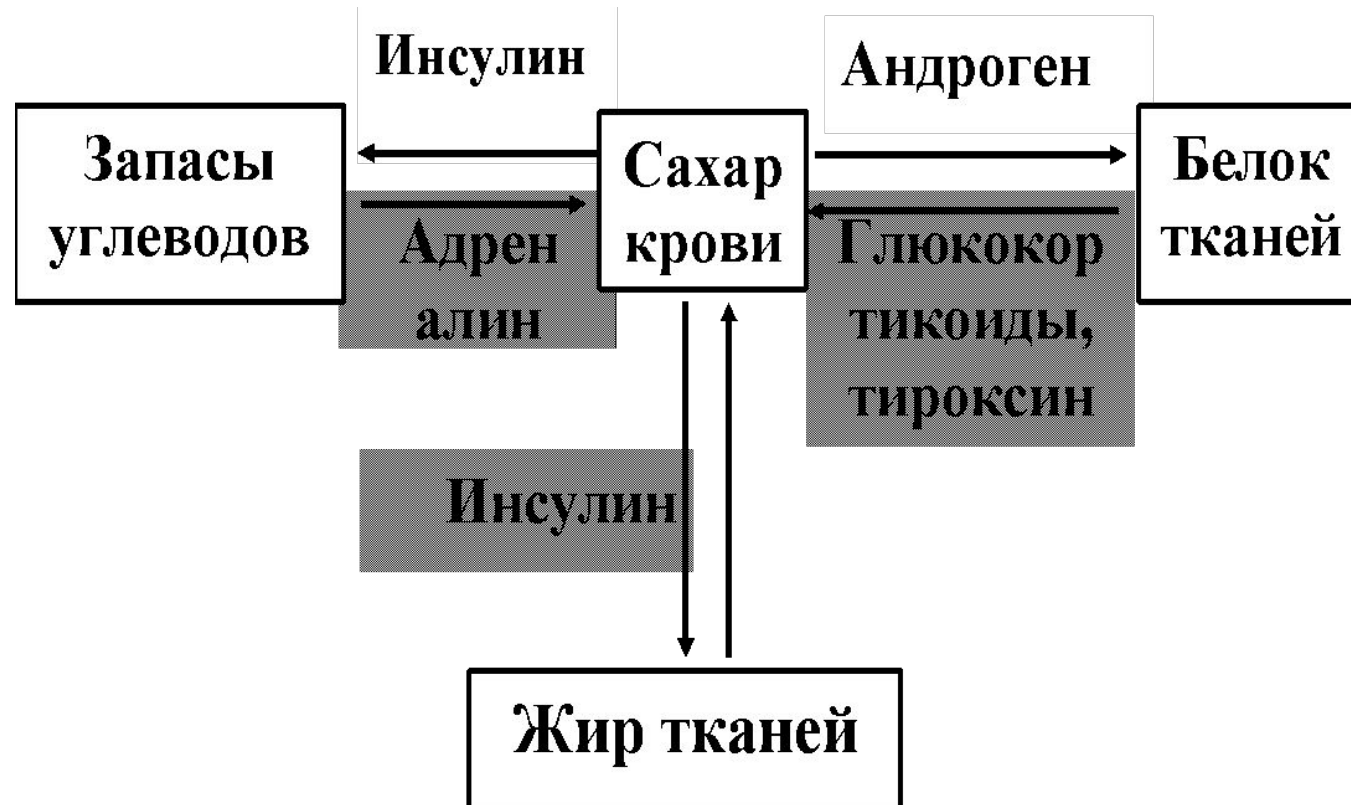 Инсулин
Андроген
Запасы
углеводов
Сахар
крови
Белок
тканей
Адрен
алин
Глюкокор
тикоиды,
тироксин
Инсулин
Жир тканей